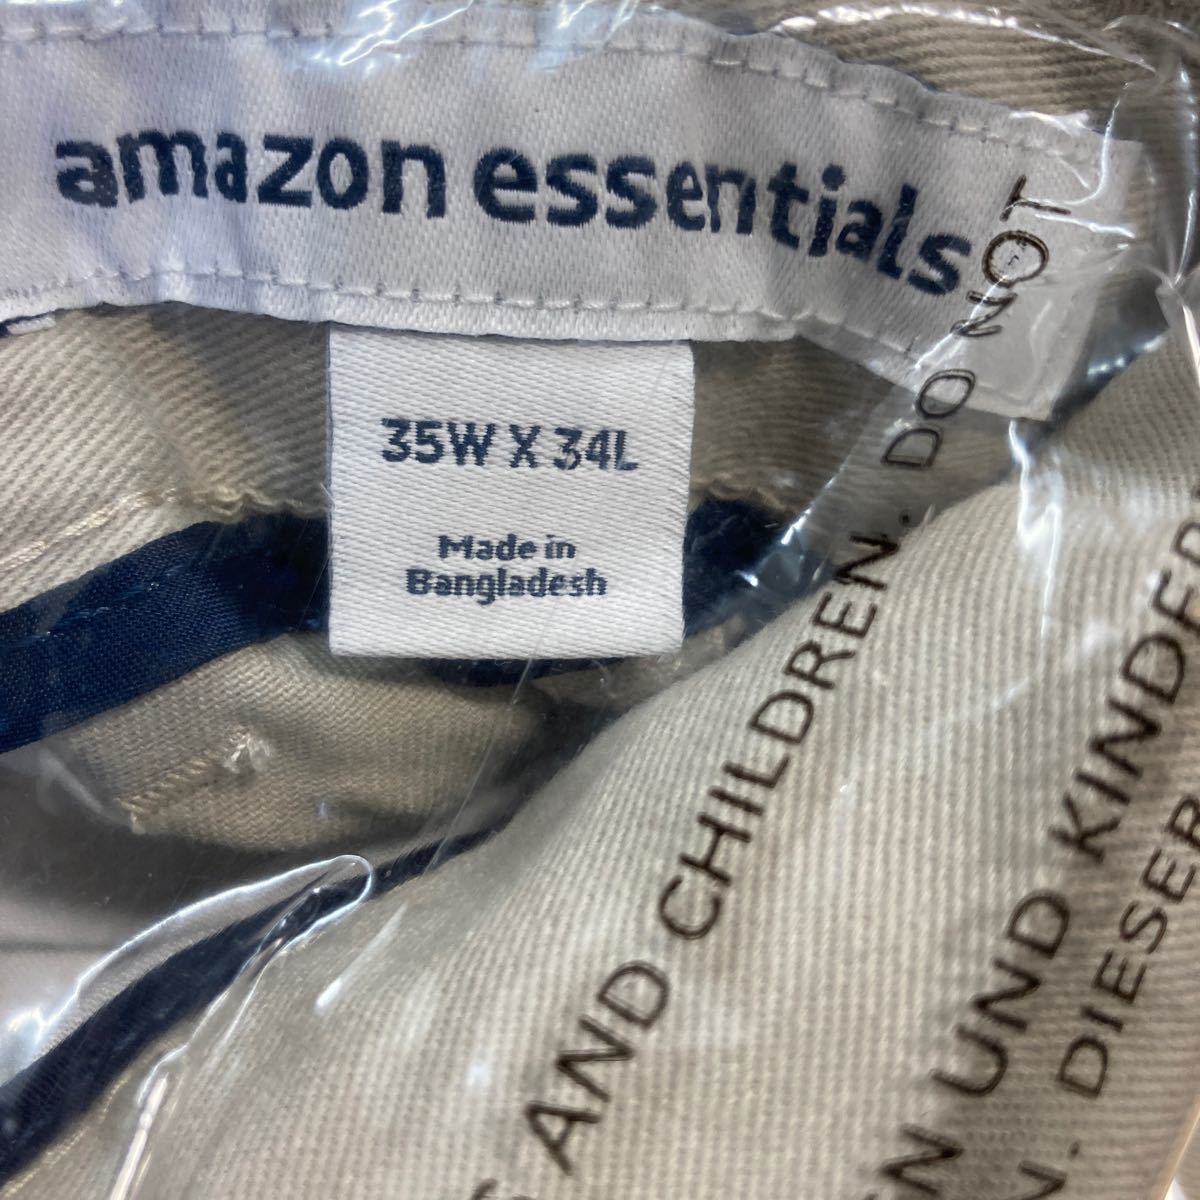 amazon essentials
35W X 34L
Made in
Bangladesh
AND CHILDREN. DO NOT
UND KINDER
DIESER